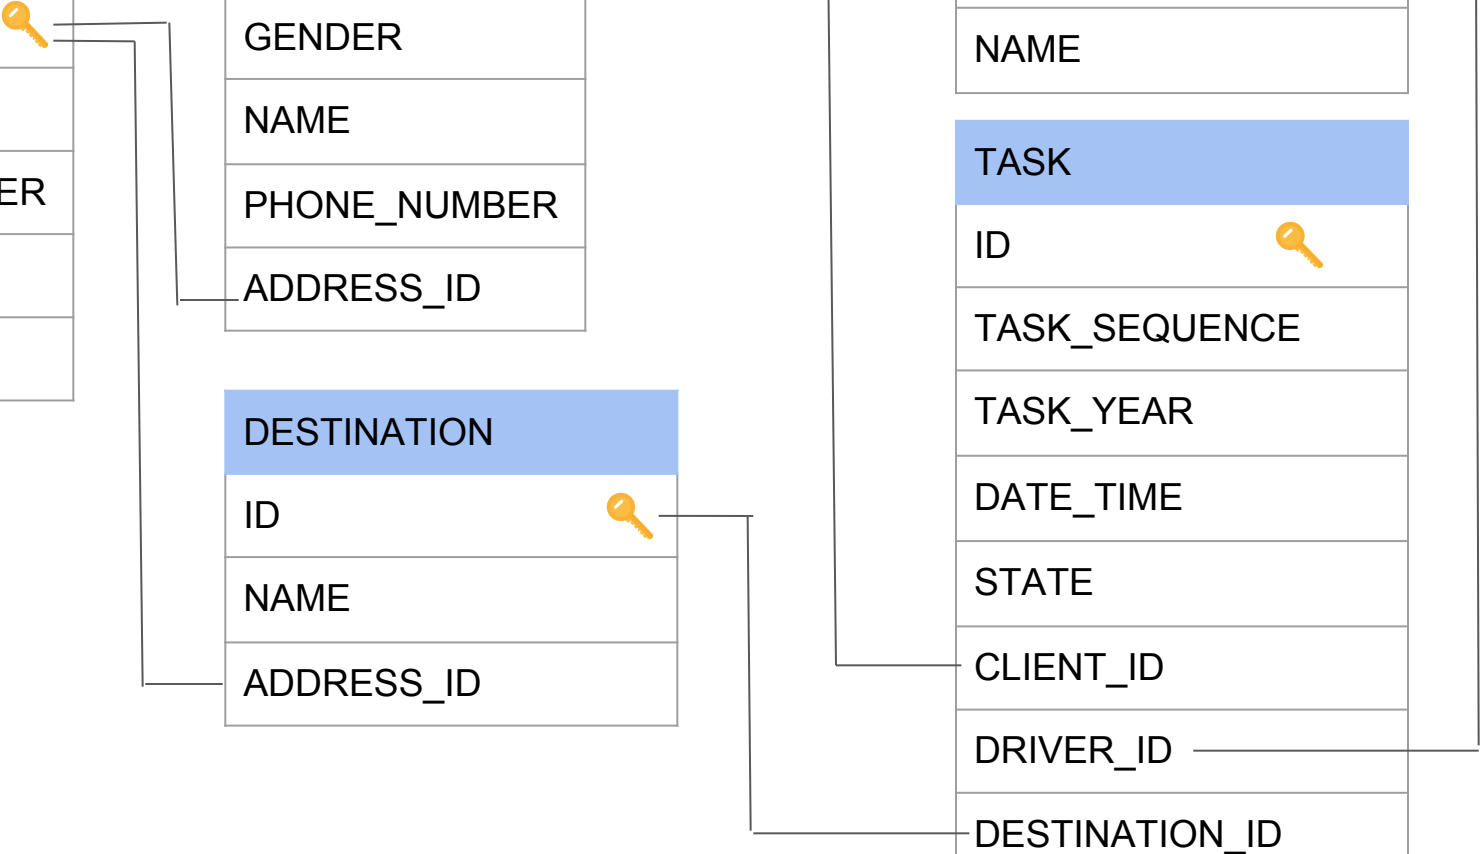 ER
GENDER
NAME
PHONE_NUMBER
ADDRESS_ID
DESTINATION
ID
NAME
ADDRESS_ID
NAME
TASK
ID
TASK_SEQUENCE
TASK_YEAR
DATE_TIME
STATE
CLIENT_ID
DRIVER_ID
DESTINATION_ID